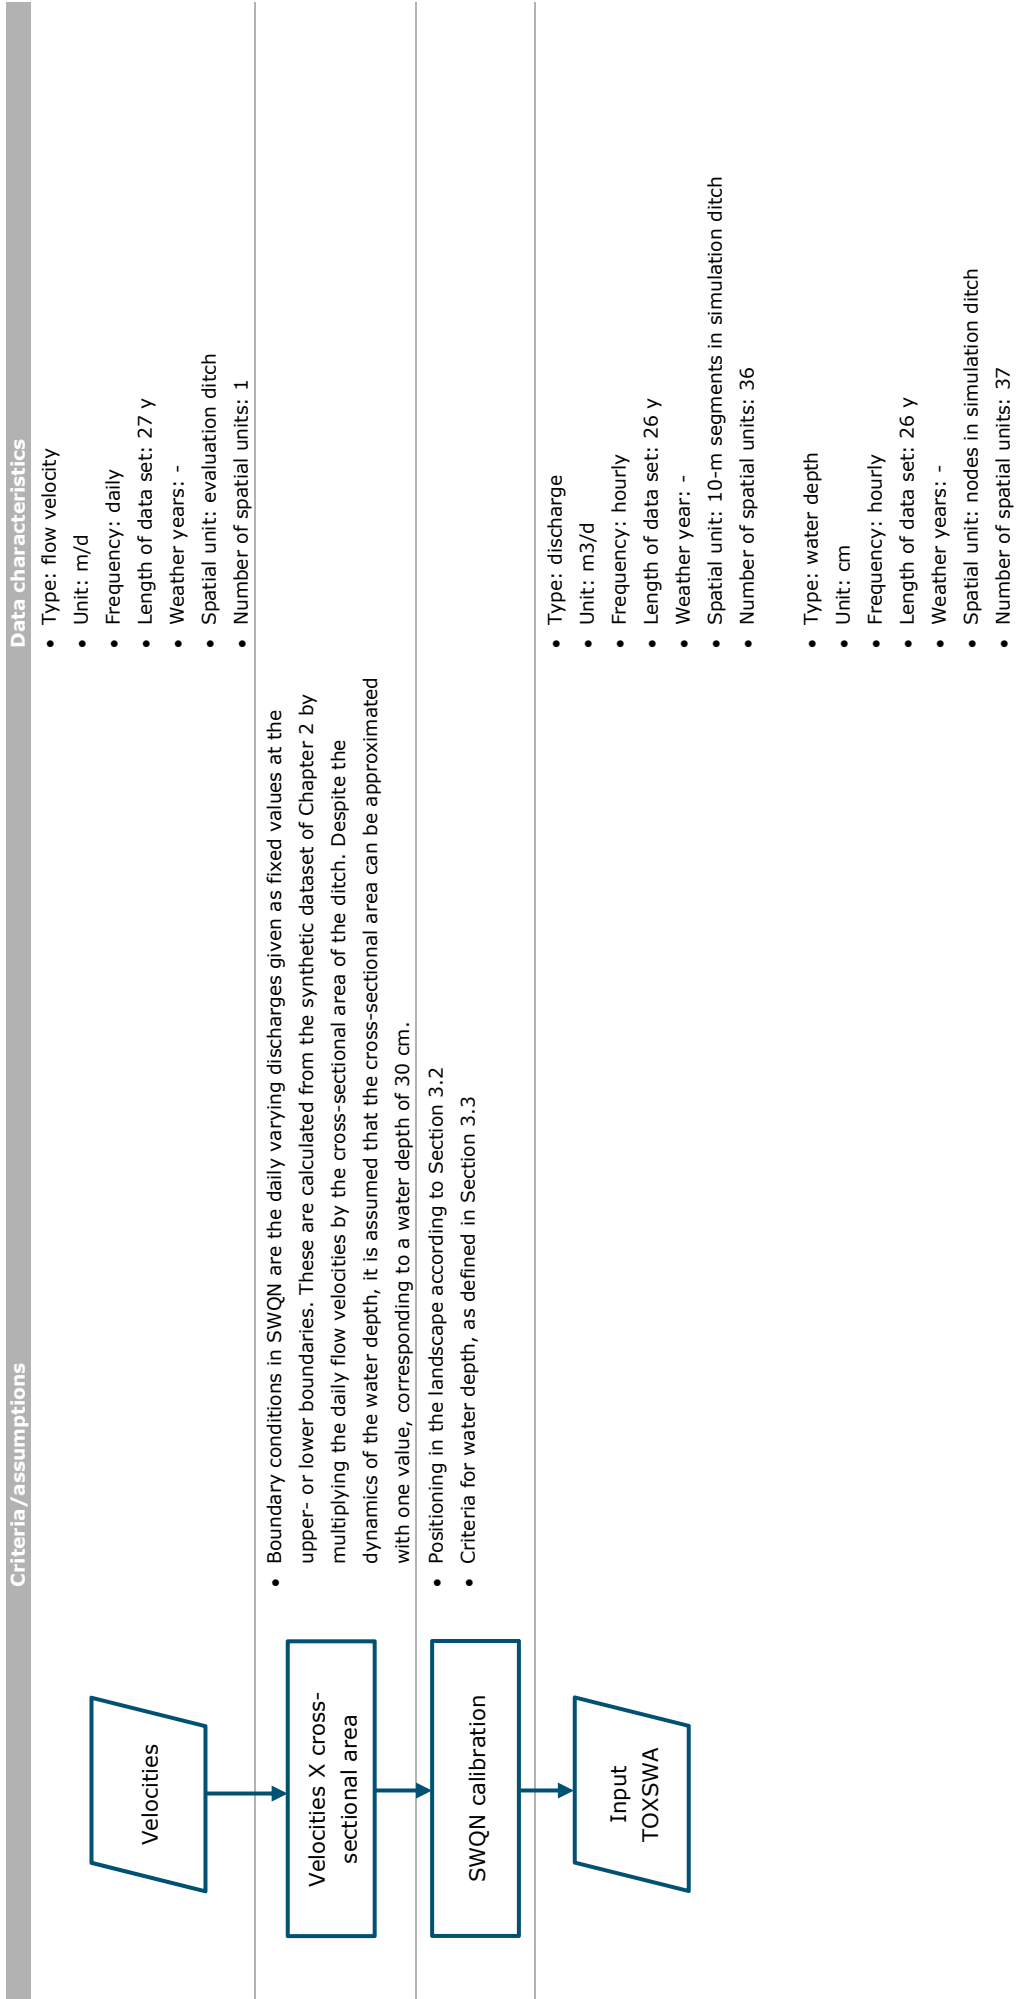 Criteria/assumptions
Data characteristics
Velocities
• Type: flow velocity
• Unit: m/d
• Frequency: daily
• Length of data set: 27 y
• Weather years: -
• Spatial unit: evaluation ditch
• Number of spatial units: 1
Velocities X cross-
sectional area
• Boundary conditions in SWQN are the daily varying discharges given as fixed values at the
upper- or lower boundaries. These are calculated from the synthetic dataset of Chapter 2 by
multiplying the daily flow velocities by the cross-sectional area of the ditch. Despite the
dynamics of the water depth, it is assumed that the cross-sectional area can be approximated
with one value, corresponding to a water depth of 30 cm.
SWQN calibration
• Positioning in the landscape according to Section 3.2
• Criteria for water depth, as defined in Section 3.3
Input
TOXSWA
• Type: discharge
• Unit: m3/d
• Frequency: hourly
• Length of data set: 26 y
• Weather year: -
• Spatial unit: 10-m segments in simulation ditch
• Number of spatial units: 36
• Type: water depth
• Unit: cm
• Frequency: hourly
• Length of data set: 26 y
• Weather years: -
• Spatial unit: nodes in simulation ditch
• Number of spatial units: 37